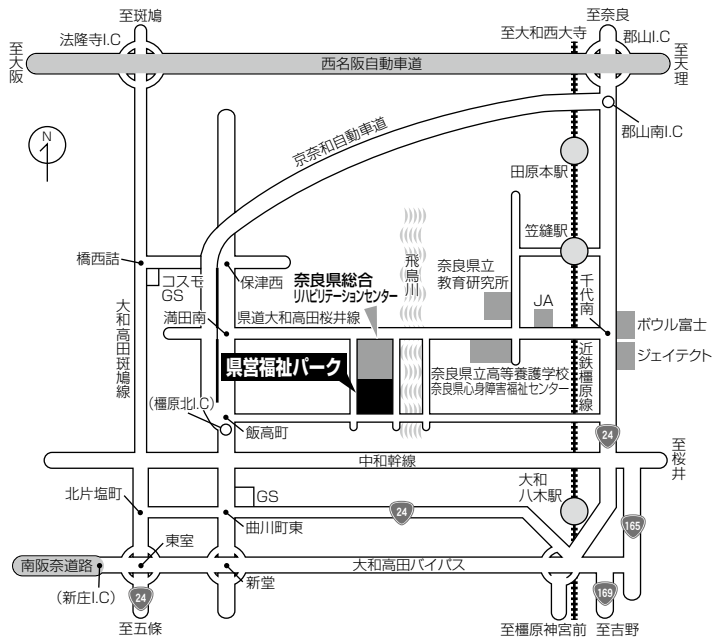 至斑鳩
至奈良
法隆寺I.C
至大和西大寺
郡山I.C
至大阪
西名阪自動車道
至天理
N
京奈和自動車道
郡山南I.C
田原本駅
笠縫駅
橋西詰
コスモ
GS
保津西
奈良県総合
リハビリテーションセンター
飛鳥川
奈良県立
教育研究所
JA
千代南
大和高田斑鳩線
満田南
県道大和高田桜井線
ボウル富士
ジェイテクト
県営福祉パーク
奈良県立高等養護学校
奈良県心身障害福祉センター
近鉄橿原線
(橿原北I.C)
飯高町
24
中和幹線
至桜井
北片塩町
GS
曲川町東
24
大和
八木駅
165
東室
南阪奈道路
新堂
大和高田バイパス
(新庄I.C)
24
169
至五條
至橿原神宮前
至吉野